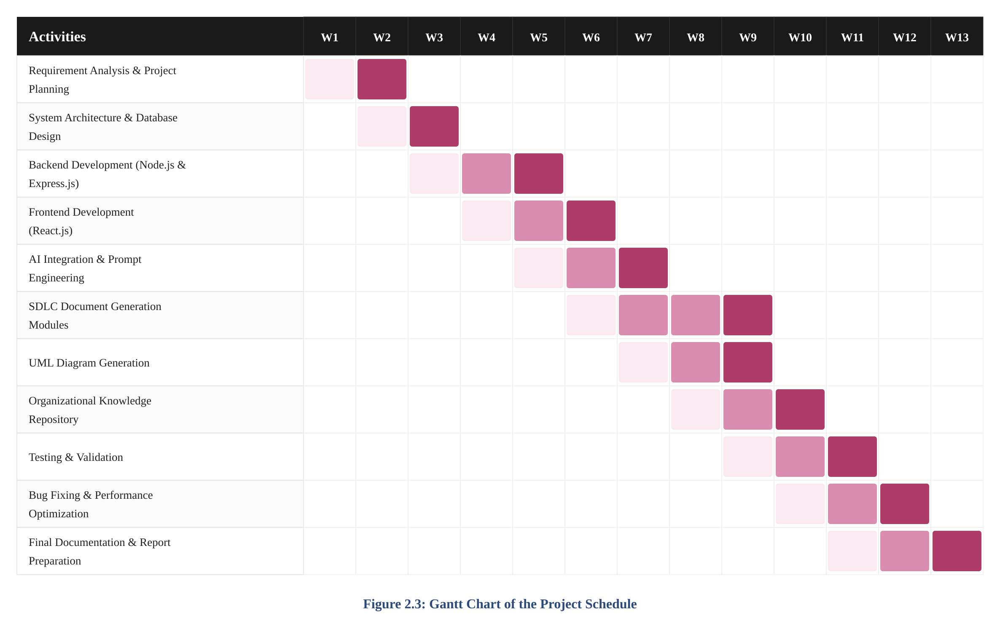 Activities W1 W2 W3 W4 W5 W6 W7 W8 W9 W10 W11 W12 W13
Requirement Analysis & Project
Planning
System Architecture & Database
Design
Backend Development (Node.js &
Express.js)
Frontend Development
(React.js)
AI Integration & Prompt
Engineering
SDLC Document Generation
Modules
UML Diagram Generation
Organizational Knowledge
Repository
Testing & Validation
Bug Fixing & Performance
Optimization
Final Documentation & Report
Preparation
Figure 2.3: Gantt Chart of the Project Schedule